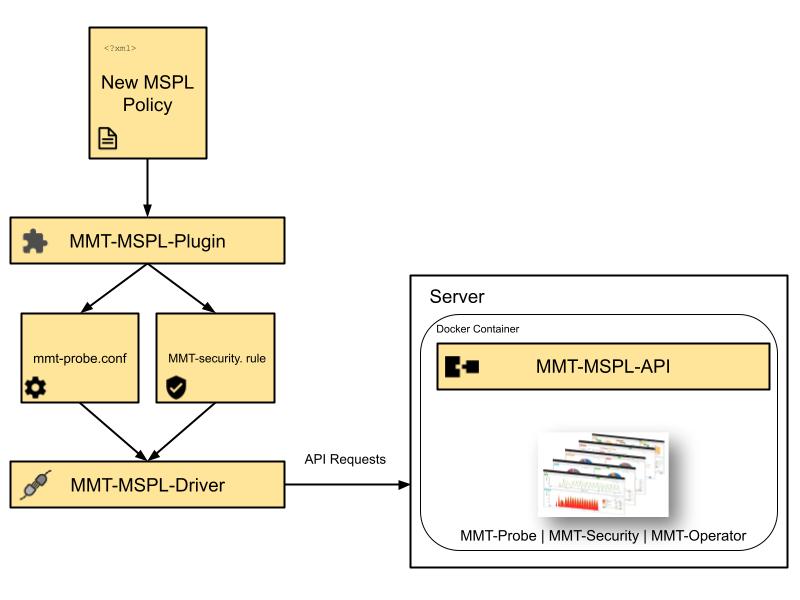 <?xml>
New MSPL
Policy
MMT-MSPL-Plugin
mmt-probe.conf
MMT-security. rule
MMT-MSPL-Driver
API Requests
Server
Docker Container
MMT-MSPL-API
MMT-Probe | MMT-Security | MMT-Operator